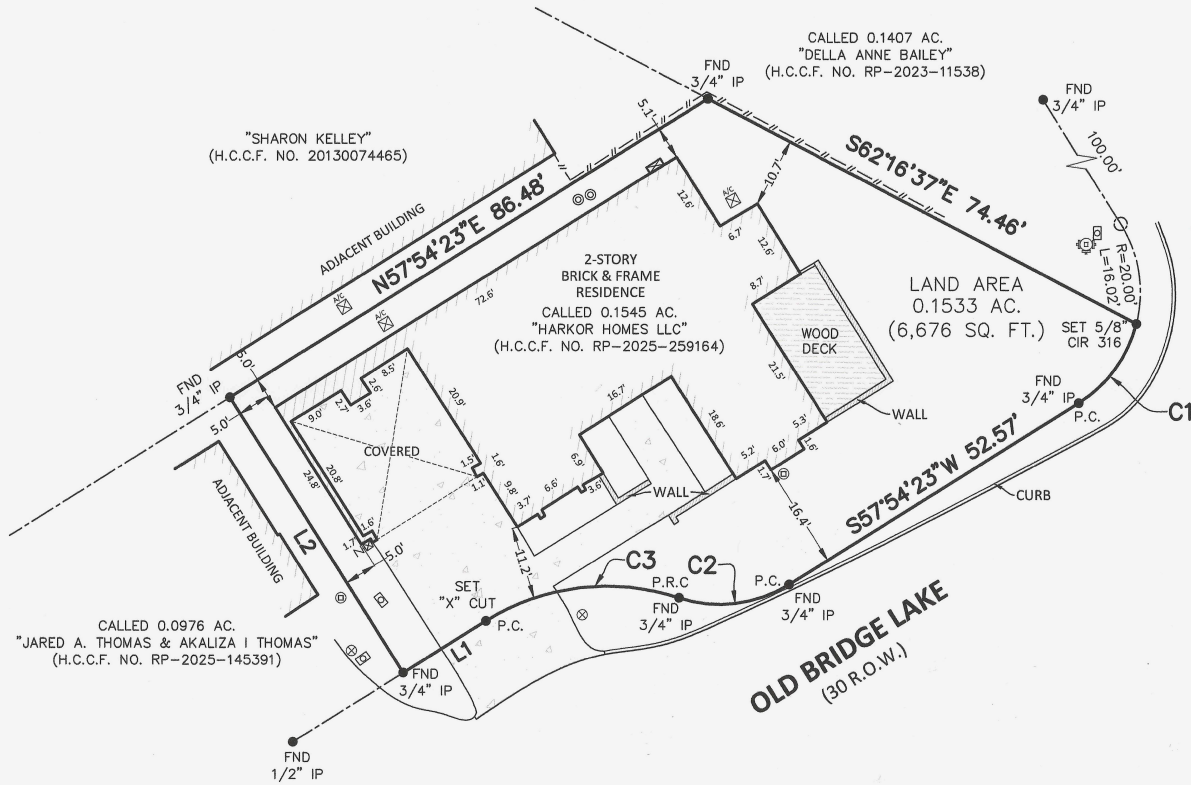 CALLED 0.1407 AC.
"DELLA ANNE BAILEY"
(H.C.C.F. NO. RP-2023-11538)
FND
3/4" IP
FND
3/4" IP
100.00'
"SHARON KELLEY"
(H.C.C.F. NO. 20130074465)
5.1'
S62°16'37"E 74.46'
10.7'
ADJACENT BUILDING
N57°54'23"E 86.48'
A/C
12.6'
6.7'
12.6'
R=20.00'
L=16.02'
2-STORY
BRICK & FRAME
RESIDENCE
CALLED 0.1545 AC.
"HARKOR HOMES LLC"
(H.C.C.F. NO. RP-2025-259164)
72.6'
A/C
A/C
8.7'
LAND AREA
0.1533 AC.
(6,676 SQ. FT.)
WOOD
DECK
SET 5/8"
CIR 316
21.5'
FND
3/4" IP
5.0'
5.0'
8.5'
2.6'
3.6'
2.7'
9.0'
20.9'
16.7'
18.6'
FND
3/4" IP
P.C.
C1
WALL
5.3'
1.6'
6.0'
5.2'
1.7'
COVERED
20.8'
24.8'
1.5'
1.6'
1.1'
9.8'
6.9'
6.6'
3.7'
3.6'
WALL
S57°54'23"W 52.57'
CURB
ADJACENT BUILDING
L2
1.6'
1.7'
5.0'
16.4'
11.2'
C3
C2
P.R.C
P.C.
FND
3/4" IP
FND
3/4" IP
SET
"X" CUT
P.C.
L1
CALLED 0.0976 AC.
"JARED A. THOMAS & AKALIZA I THOMAS"
(H.C.C.F. NO. RP-2025-145391)
FND
3/4" IP
OLD BRIDGE LAKE
(30 R.O.W.)
FND
1/2" IP